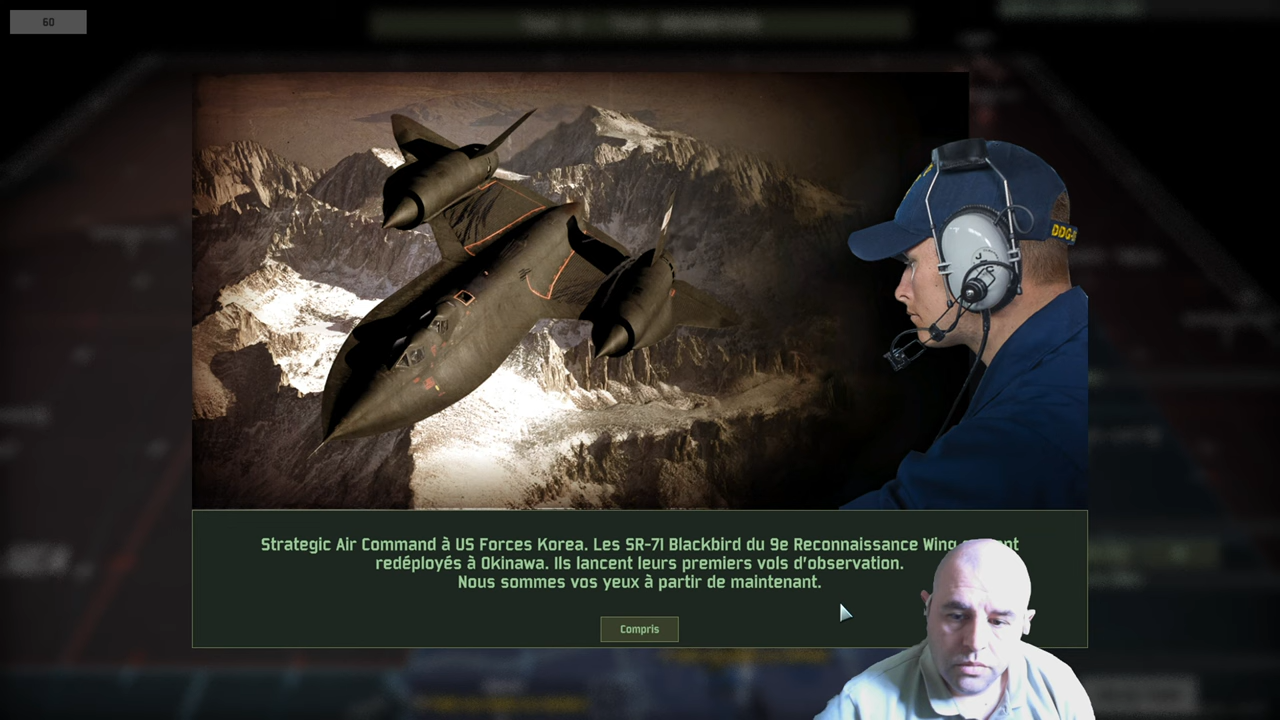 60
DDG-
Strategic Air Command à US Forces Korea. Les SR-71 Blackbird du 9e Reconnaissance Wing
redéployés à Okinawa. Ils lancent leurs premiers vols d'observation.
Nous sommes vos yeux à partir de maintenant.
Compris